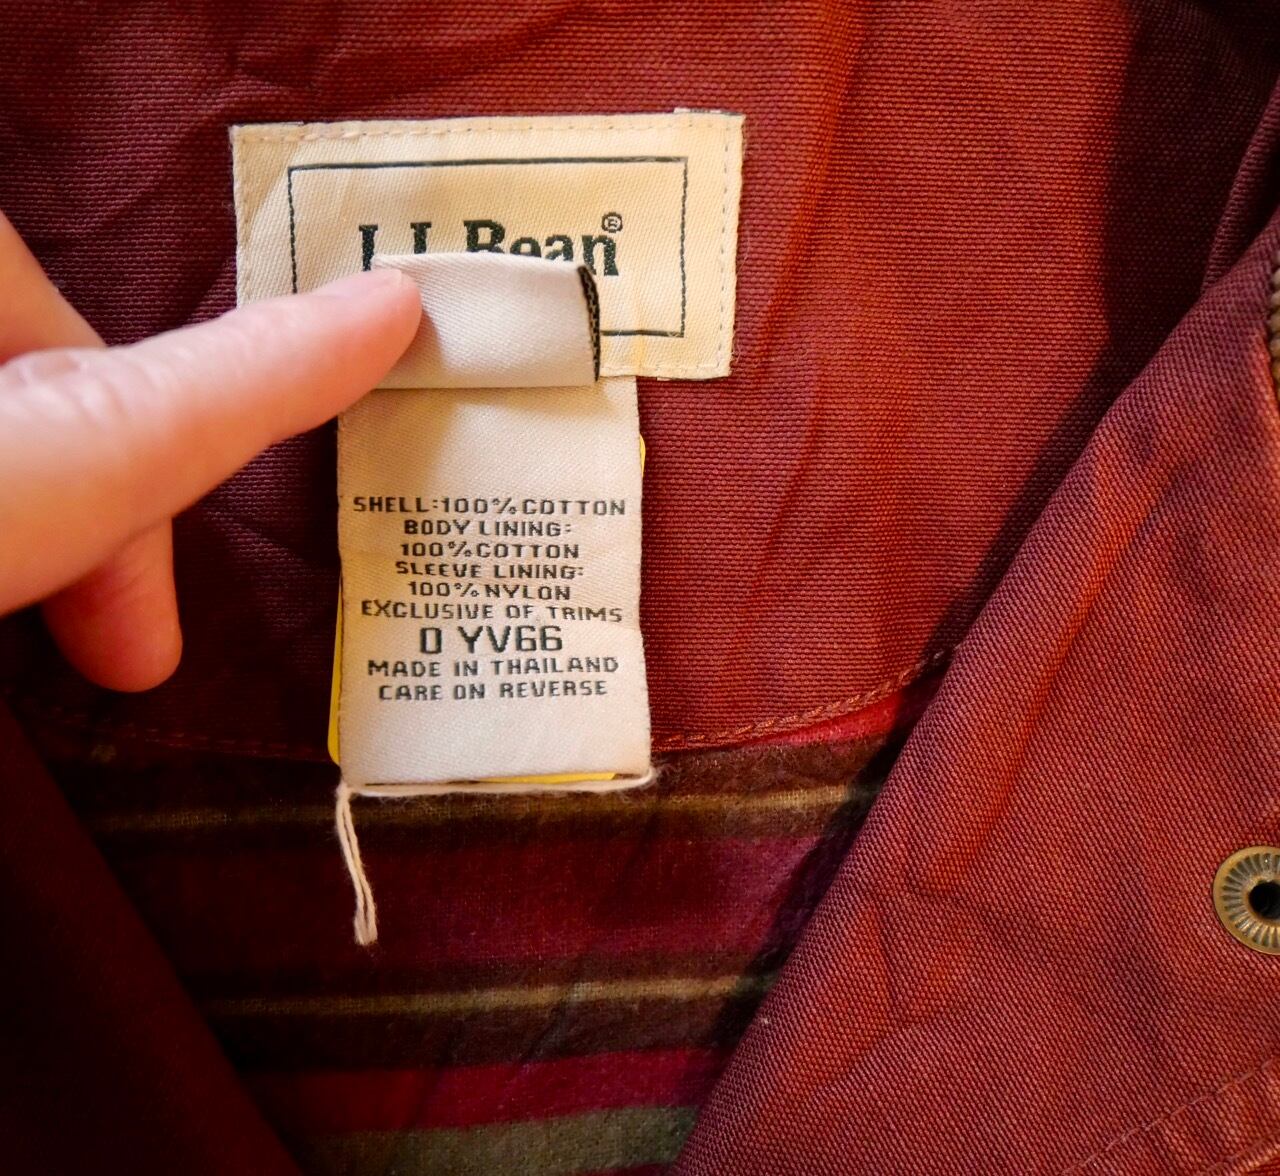 L.L.Bean®
SHELL:100%COTTON
BODY LINING:
100%COTTON
SLEEVE LINING:
100%NYLON
EXCLUSIVE OF TRIMS
0 YV66
MADE IN THAILAND
CARE ON REVERSE